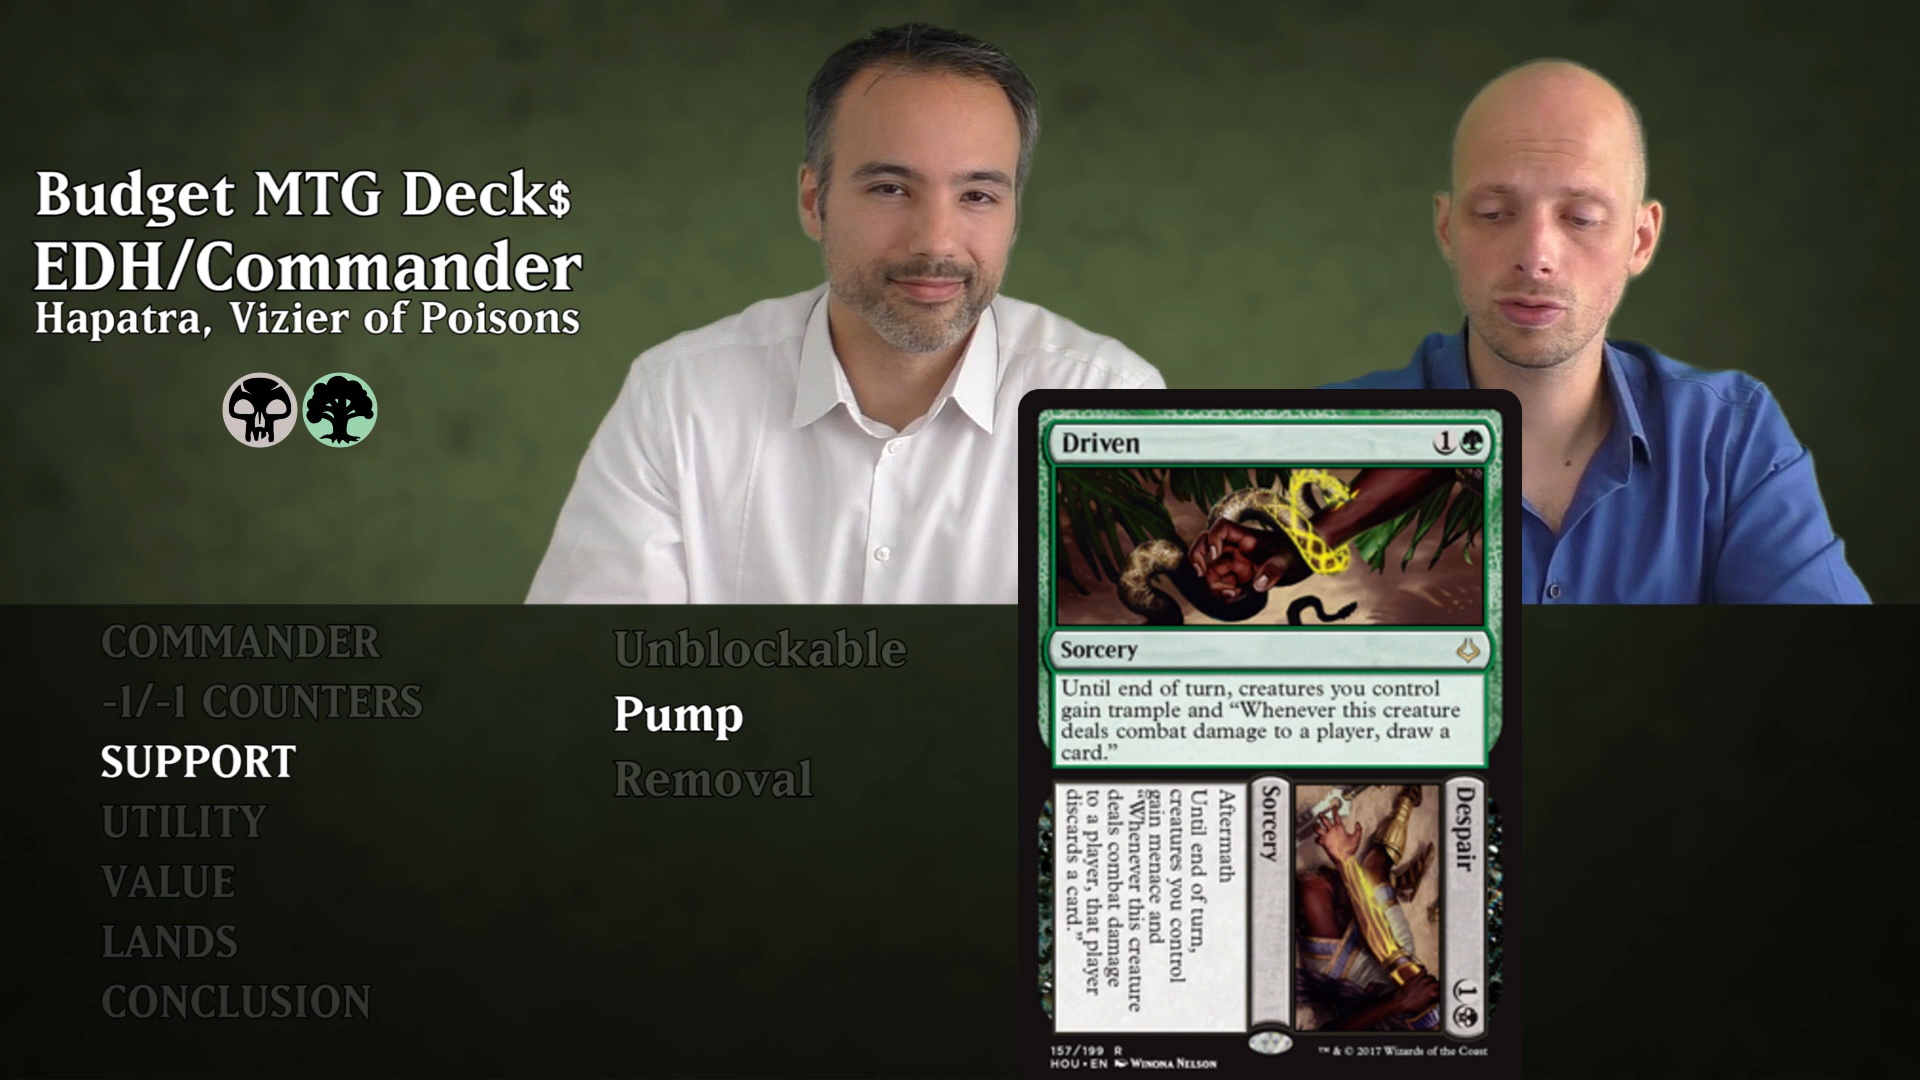 Budget MTG Deck$
EDH/Commander
Hapatra, Vizier of Poisons
COMMANDER
-1/-1 COUNTERS
SUPPORT
UTILITY
VALUE
LANDS
CONCLUSION
Unblockable
Pump
Removal
Driven 1
Sorcery
Until end of turn, creatures you control
gain trample and “Whenever this creature
deals combat damage to a player, draw a
card.”
Despair 1
Sorcery
Aftermath
Until end of turn,
creatures you control
gain menace and
“Whenever this creature
deals combat damage
to a player, that player
discards a card.”
157/199 R
HOU • EN Winona Nelson
™ & © 2017 Wizards of the Coast